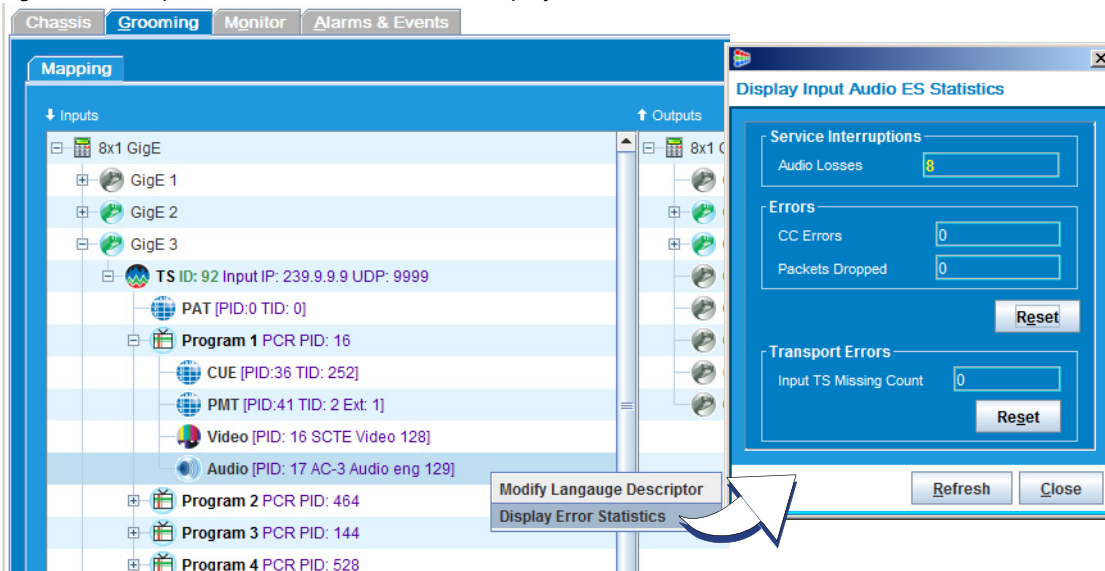 Chassis Grooming Monitor Alarms & Events
Mapping
Inputs
Outputs
8x1 GigE
GigE 1
GigE 2
GigE 3
TS ID: 92 Input IP: 239.9.9.9 UDP: 9999
PAT [PID:0 TID: 0]
Program 1 PCR PID: 16
CUE [PID:36 TID: 252]
PMT [PID:41 TID: 2 Ext: 1]
Video [PID: 16 SCTE Video 128]
Audio [PID: 17 AC-3 Audio eng 129]
Program 2 PCR PID: 464
Program 3 PCR PID: 144
Program 4 PCR PID: 528
8x1
Modify Langauge Descriptor
Display Error Statistics
Display Input Audio ES Statistics
Service Interruptions
Audio Losses 8
Errors
CC Errors 0
Packets Dropped 0
Reset
Transport Errors
Input TS Missing Count 0
Reset
Refresh Close